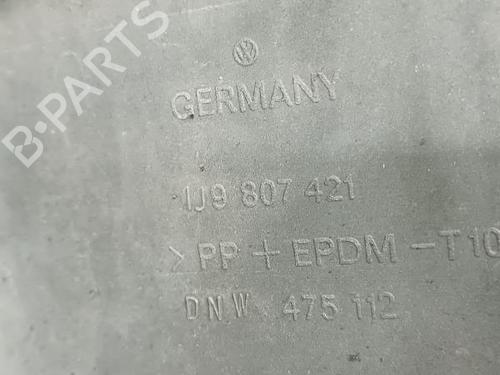 B-PARTS
GERMANY
1J9 807 421
>PP+EPDM-T10
DNW 475 112